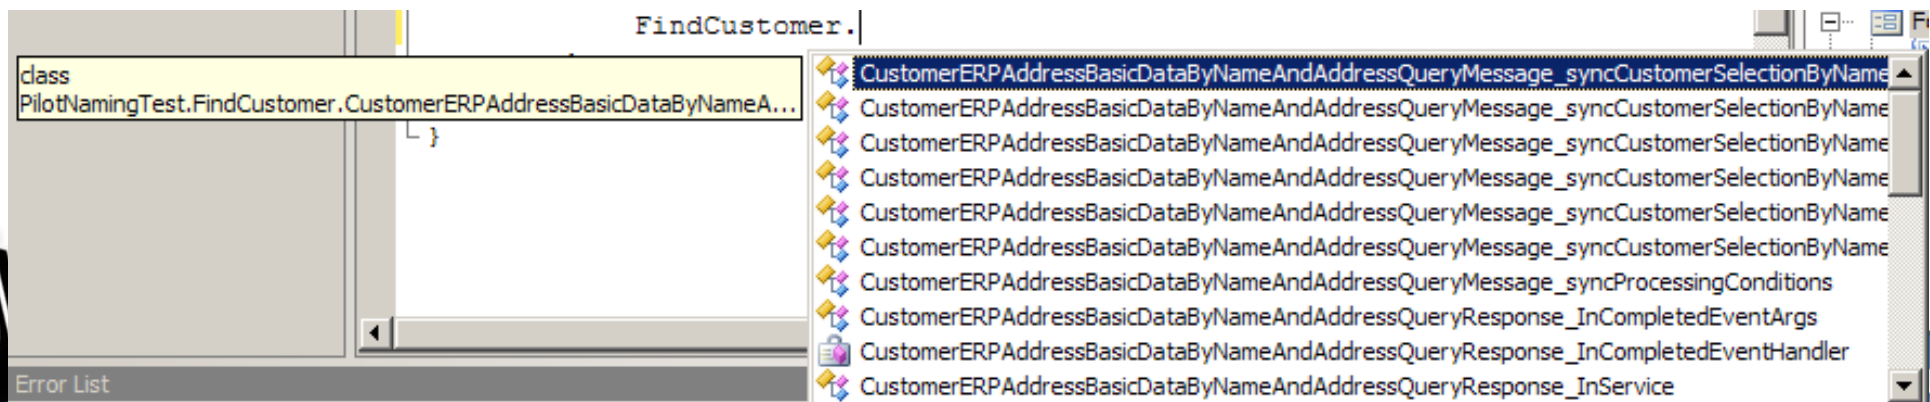 FindCustomer.
class
PilotNamingTest.FindCustomer.CustomerERPAddressBasicDataByNameA...
}
CustomerERPAddressBasicDataByNameAndAddressQueryMessage_syncCustomerSelectionByName
CustomerERPAddressBasicDataByNameAndAddressQueryMessage_syncCustomerSelectionByName
CustomerERPAddressBasicDataByNameAndAddressQueryMessage_syncCustomerSelectionByName
CustomerERPAddressBasicDataByNameAndAddressQueryMessage_syncCustomerSelectionByName
CustomerERPAddressBasicDataByNameAndAddressQueryMessage_syncCustomerSelectionByName
CustomerERPAddressBasicDataByNameAndAddressQueryMessage_syncCustomerSelectionByName
CustomerERPAddressBasicDataByNameAndAddressQueryMessage_syncProcessingConditions
CustomerERPAddressBasicDataByNameAndAddressQueryResponse_InCompletedEventArgs
CustomerERPAddressBasicDataByNameAndAddressQueryResponse_InCompletedEventHandler
CustomerERPAddressBasicDataByNameAndAddressQueryResponse_InService
Error List